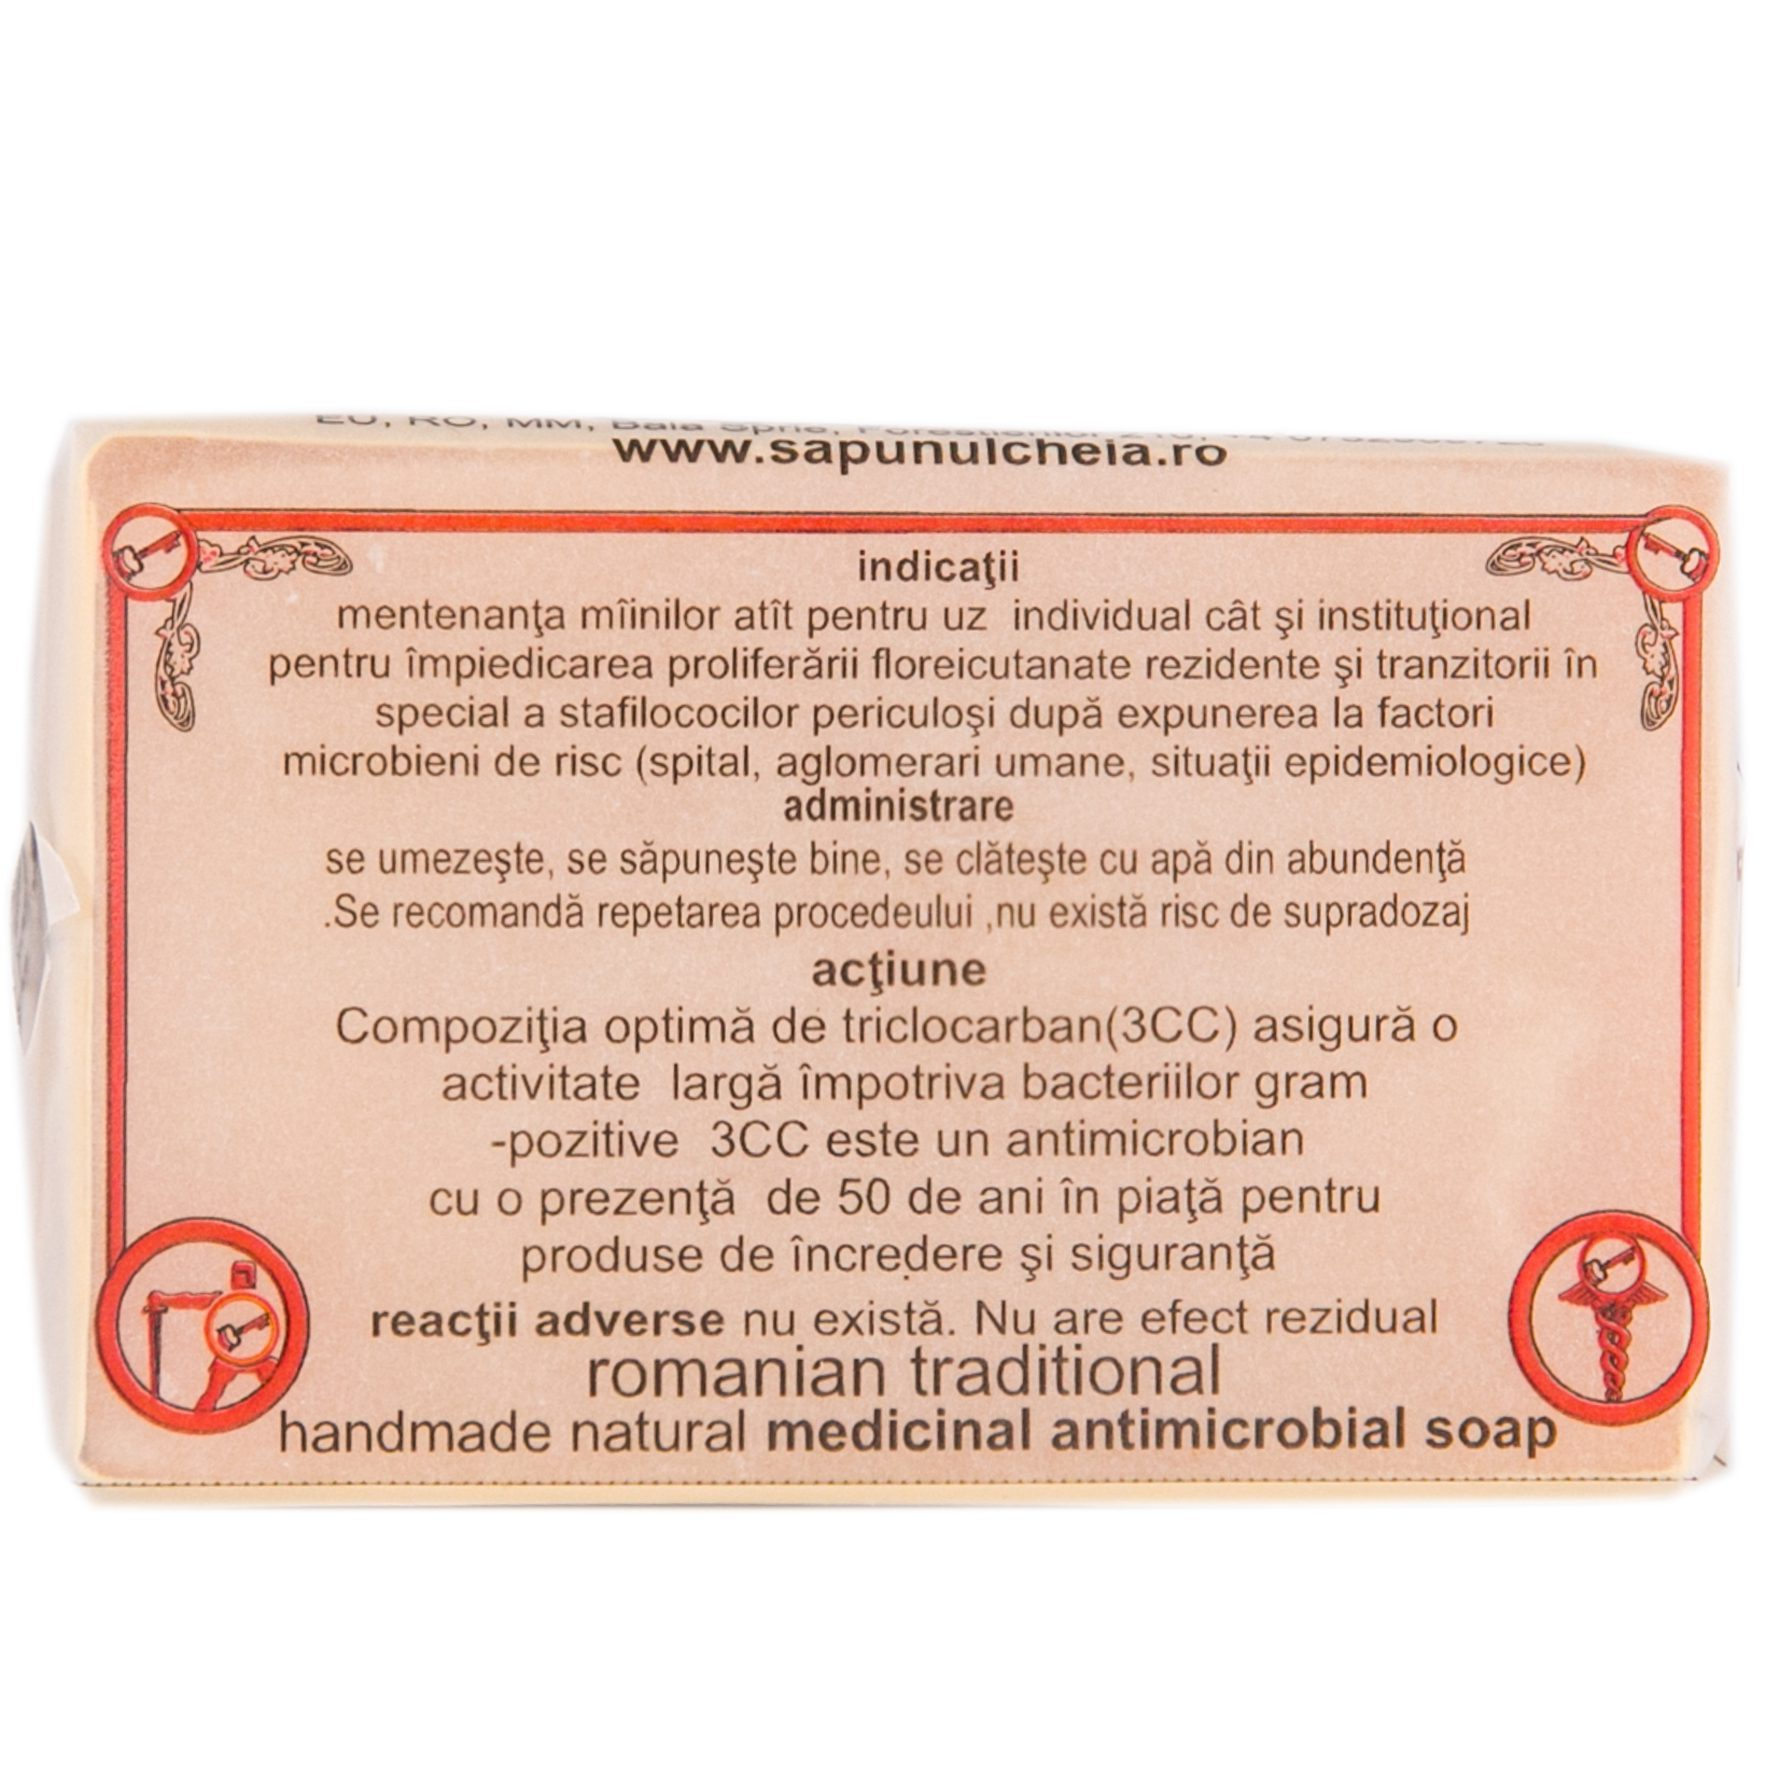 EU, RO, MM, Baia Sprie,
www.sapunulcheia.ro
indicaţii
mentenanţa mîinilor atît pentru uz individual cât şi instituţional
pentru împiedicarea proliferării floreicutanate rezidente şi tranzitorii în
special a stafilococilor periculoşi după expunerea la factori
microbieni de risc (spital, aglomerari umane, situaţii epidemiologice)
administrare
se umezeşte, se săpuneşte bine, se clăteşte cu apă din abundenţă
.Se recomandă repetarea procedeului ,nu există risc de supradozaj
acţiune
Compoziţia optimă de triclocarban(3CC) asigură o
activitate largă împotriva bacteriilor gram
-pozitive 3CC este un antimicrobian
cu o prezenţă de 50 de ani în piaţă pentru
produse de încredere şi siguranţă
reacţii adverse nu există. Nu are efect rezidual
romanian traditional
handmade natural medicinal antimicrobial soap